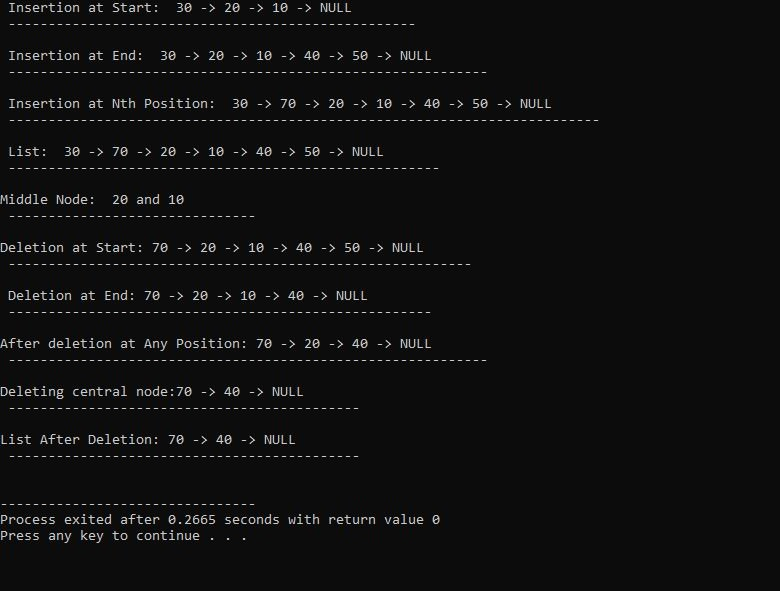 Insertion at Start:  30 -> 20 -> 10 -> NULL
---------------------------------------------------
Insertion at End:  30 -> 20 -> 10 -> 40 -> 50 -> NULL
------------------------------------------------------------
Insertion at Nth Position:  30 -> 70 -> 20 -> 10 -> 40 -> 50 -> NULL
--------------------------------------------------------------------------
List:  30 -> 70 -> 20 -> 10 -> 40 -> 50 -> NULL
------------------------------------------------------
Middle Node:  20 and 10
-------------------------------
Deletion at Start: 70 -> 20 -> 10 -> 40 -> 50 -> NULL
----------------------------------------------------------
Deletion at End: 70 -> 20 -> 10 -> 40 -> NULL
-----------------------------------------------------
After deletion at Any Position: 70 -> 20 -> 40 -> NULL
------------------------------------------------------------
Deleting central node:70 -> 40 -> NULL
--------------------------------------------
List After Deletion: 70 -> 40 -> NULL
--------------------------------------------
--------------------------------
Process exited after 0.2665 seconds with return value 0
Press any key to continue . . .